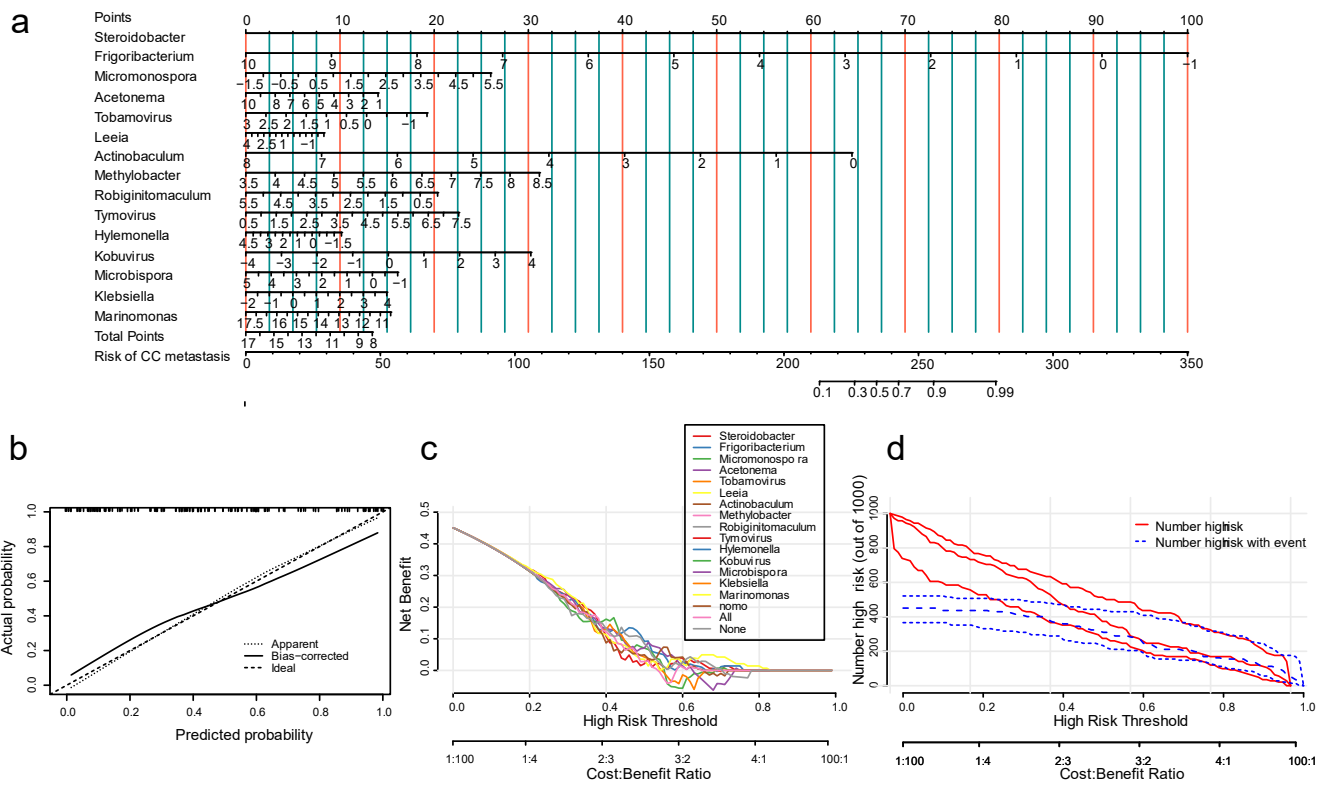 a
Points 0 10 20 30 40 50 60 70 80 90 100
Steroidobacter
Frigoribacterium 10 9 8 7 6 5 4 3 2 1 0 −1
Micromonospora −1.5 −0.5 0.5 1.5 2.5 3.5 4.5 5.5
Acetonema 10 8 7 6 5 4 3 2 1
Tobamovirus 3 2.5 2 1.5 1 0.5 0 −1
Leeia 4 2.5 1 −1
Actinobaculum 8 7 6 5 4 3 2 1 0
Methylobacter 3.5 4 4.5 5 5.5 6 6.5 7 7.5 8 8.5
Robiginitomaculum 5.5 4.5 3.5 2.5 1.5 0.5
Tymovirus 0.5 1.5 2.5 3.5 4.5 5.5 6.5 7.5
Hylemonella 4.5 3 2 1 0 −1.5
Kobuvirus −4 −3 −2 −1 0 1 2 3 4
Microbispora 5 4 3 2 1 0 −1
Klebsiella −2 −1 0 1 2 3 4
Marinomonas 17.5 16 15 14 13 12 11
Total Points 17 15 13 11 9 8
Risk of CC metastasis 0 50 100 150 200 250 300 350
0.1 0.3 0.5 0.7 0.9 0.99
b
Actual probability
1.0
0.8
0.6
0.4
0.2
0.0
Apparent
Bias−corrected
Ideal
0.0 0.2 0.4 0.6 0.8 1.0
Predicted probability
c
Steroidobacter
Frigoribacterium
Micromonospo ra
Acetonema
Tobamovirus
Leeia
Actinobaculum
Methylobacter
Robiginitomaculum
Tymovirus
Hylemonella
Kobuvirus
Microbispora
Klebsiella
Marinomonas
nomo
All
None
Net Benefit
0.5
0.3
0.2
0.1
0.0
0.0 0.2 0.4 0.6 0.8 1.0
High Risk Threshold
1:100 1:4 2:3 3:2 4:1 100:1
Cost:Benefit Ratio
d
Number high risk (out of 1000)
800
600
400
200
0
Number high risk
Number high risk with event
0.0 0.2 0.4 0.6 0.8 1.0
High Risk Threshold
1:100 1:4 2:3 3:2 4:1 100:1
Cost:Benefit Ratio